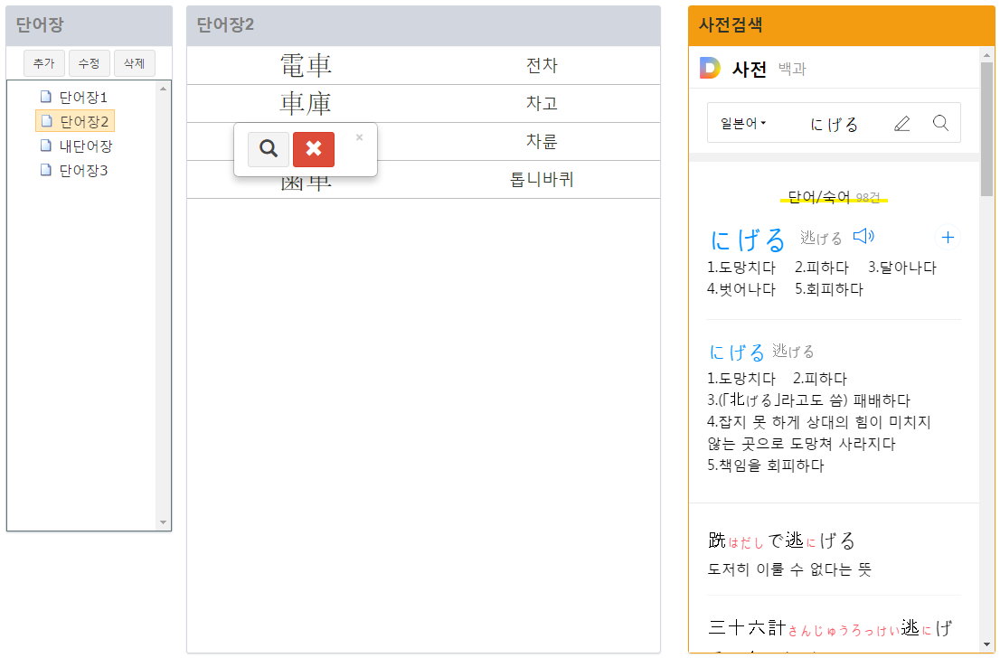 단어장
추가 수정 삭제
단어장1
단어장2
내단어장
단어장3
단어장2
電車 전차
車庫 차고
차륜
歯車 톱니바퀴
사전검색
사전 백과
일본어 にげる
단어/숙어 98건
にげる 逃げる
1.도망치다 2.피하다 3.달아나다
4.벗어나다 5.회피하다
にげる 逃げる
1.도망치다 2.피하다
3.(「北げる」라고도 씀) 패배하다
4.잡지 못 하게 상대의 힘이 미치지
않는 곳으로 도망쳐 사라지다
5.책임을 회피하다
跣はだしで逃にげる
도저히 이룰 수 없다는 뜻
三十六計さんじゅうろっけい逃にげ